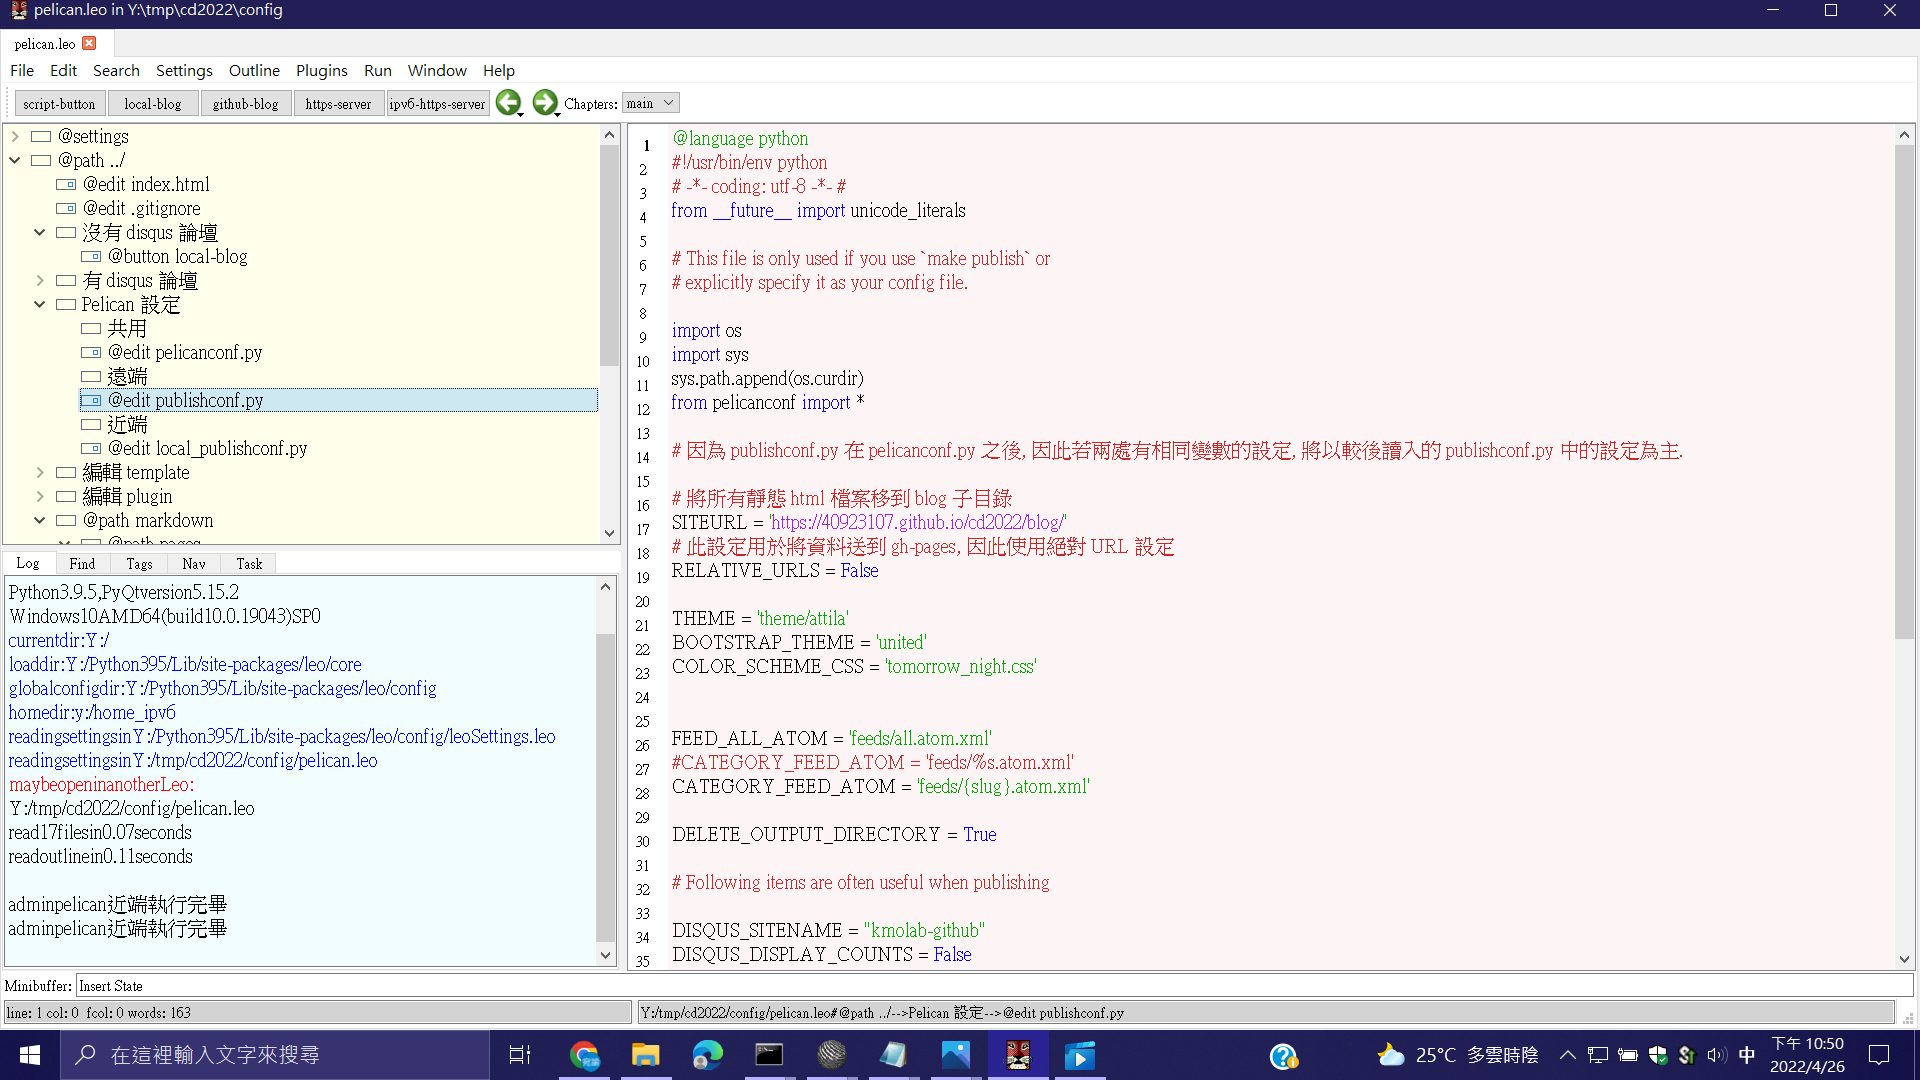 pelican.leo in Y:\tmp\cd2022\config
pelican.leo
File Edit Search Settings Outline Plugins Run Window Help
script-button local-blog github-blog https-server ipv6-https-server Chapters: main
@settings
@path ../
@edit index.html
@edit .gitignore
沒有 disqus 論壇
@button local-blog
有 disqus 論壇
Pelican 設定
共用
@edit pelicanconf.py
遠端
@edit publishconf.py
近端
@edit local_publishconf.py
編輯 template
編輯 plugin
@path markdown
@path pages
Log Find Tags Nav Task
Python3.9.5,PyQtversion5.15.2
Windows10AMD64(build10.0.19043)SP0
currentdir:Y:/
loaddir:Y:/Python395/Lib/site-packages/leo/core
globalconfigdir:Y:/Python395/Lib/site-packages/leo/config
homedir:y:/home_ipv6
readingsettingsinY:/Python395/Lib/site-packages/leo/config/leoSettings.leo
readingsettingsinY:/tmp/cd2022/config/pelican.leo
maybeopeninanotherLeo:
Y:/tmp/cd2022/config/pelican.leo
read17filesin0.07seconds
readoutlinein0.11seconds
adminpelican近端執行完畢
adminpelican近端執行完畢
1 @language python
2 #!/usr/bin/env python
3 # -*- coding: utf-8 -*- #
4 from __future__ import unicode_literals
5
6 # This file is only used if you use `make publish` or
7 # explicitly specify it as your config file.
8
9 import os
10 import sys
11 sys.path.append(os.curdir)
12 from pelicanconf import *
13
14 # 因為 publishconf.py 在 pelicanconf.py 之後, 因此若兩處有相同變數的設定, 將以較後讀入的 publishconf.py 中的設定為主.
15
16 # 將所有靜態 html 檔案移到 blog 子目錄
17 SITEURL = 'https://40923107.github.io/cd2022/blog/'
18 # 此設定用於將資料送到 gh-pages, 因此使用絕對 URL 設定
19 RELATIVE_URLS = False
20
21 THEME = 'theme/attila'
22 BOOTSTRAP_THEME = 'united'
23 COLOR_SCHEME_CSS = 'tomorrow_night.css'
24
25
26 FEED_ALL_ATOM = 'feeds/all.atom.xml'
27 #CATEGORY_FEED_ATOM = 'feeds/%s.atom.xml'
28 CATEGORY_FEED_ATOM = 'feeds/{slug}.atom.xml'
29
30 DELETE_OUTPUT_DIRECTORY = True
31
32 # Following items are often useful when publishing
33
34 DISQUS_SITENAME = "kmolab-github"
35 DISQUS_DISPLAY_COUNTS = False
Minibuffer: Insert State
line: 1 col: 0 fcol: 0 words: 163
Y:/tmp/cd2022/config/pelican.leo#@path ../-->Pelican 設定-->@edit publishconf.py
在這裡輸入文字來搜尋
25°C 多雲時陰
中
下午 10:50
2022/4/26